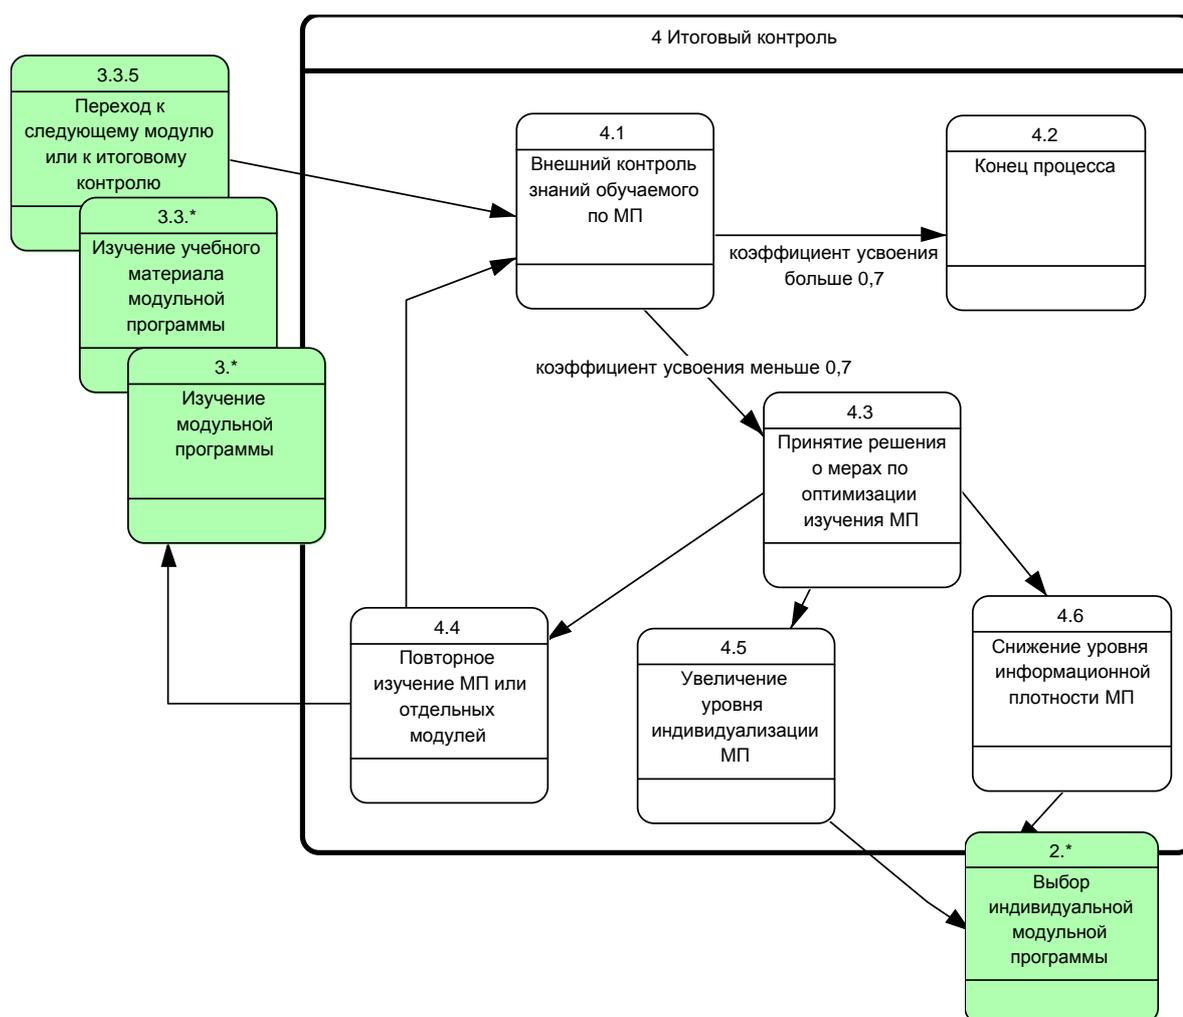 4 Итоговый контроль
3.3.5
Переход к
следующему модулю
или к итоговому
контролю
3.3.*
Изучение учебного
материала
модульной
программы
3.*
Изучение
модульной
программы
4.1
Внешний контроль
знаний обучаемого
по МП
4.2
Конец процесса
коэффициент усвоения
больше 0,7
коэффициент усвоения меньше 0,7
4.3
Принятие решения
о мерах по
оптимизации
изучения МП
4.4
Повторное
изучение МП или
отдельных
модулей
4.5
Увеличение
уровня
индивидуализации
МП
4.6
Снижение уровня
информационной
плотности МП
2.*
Выбор
индивидуальной
модульной
программы